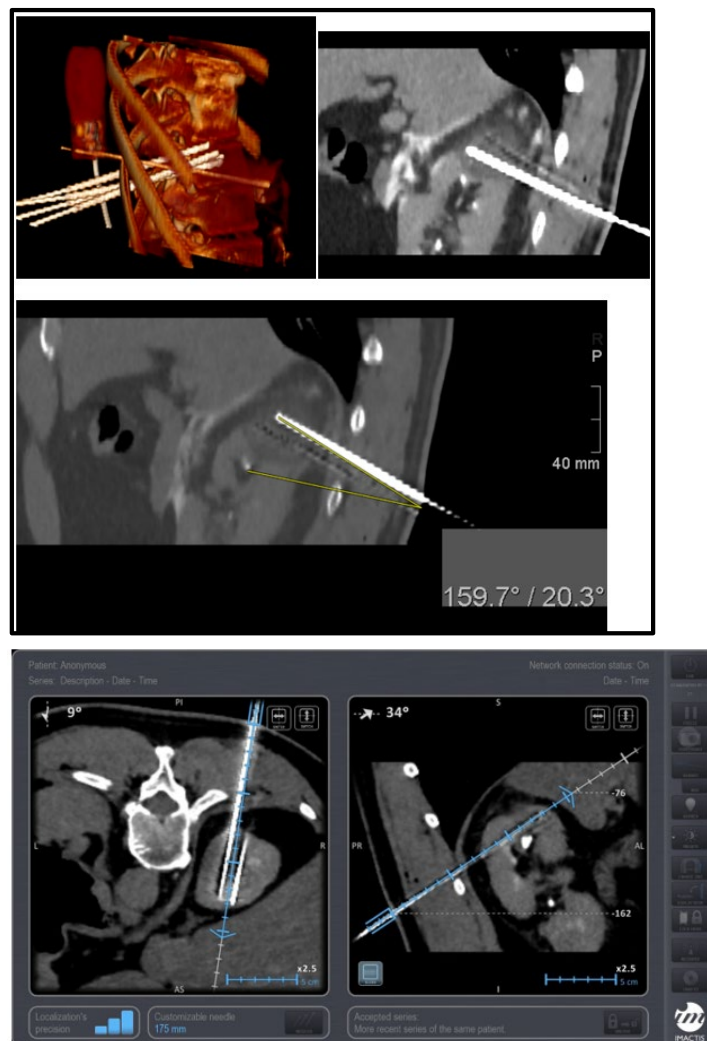 R
P
40 mm
159.7° / 20.3°
Patient: Anonymous
Network connection status: On
Series: Description - Date - Time
Date - Time
PI
9°
L
R
AS
x2.5
5 cm
S
34°
-76
PR
AL
-162
I
x2.5
5 cm
Localization's precision
Customizable needle
175 mm
Accepted series:
More recent series of the same patient.
IMACTIS